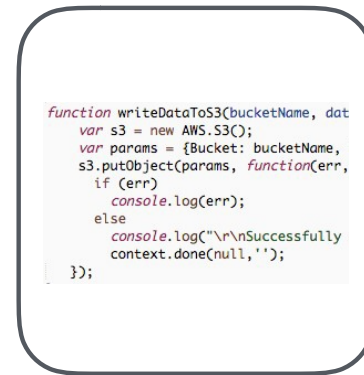 function writeDataToS3(bucketName, dat
var s3 = new AWS.S3();
var params = {Bucket: bucketName,
s3.putObject(params, function(err,
if (err)
console.log(err);
else
console.log("\r\nSuccessfully
context.done(null,'');
});